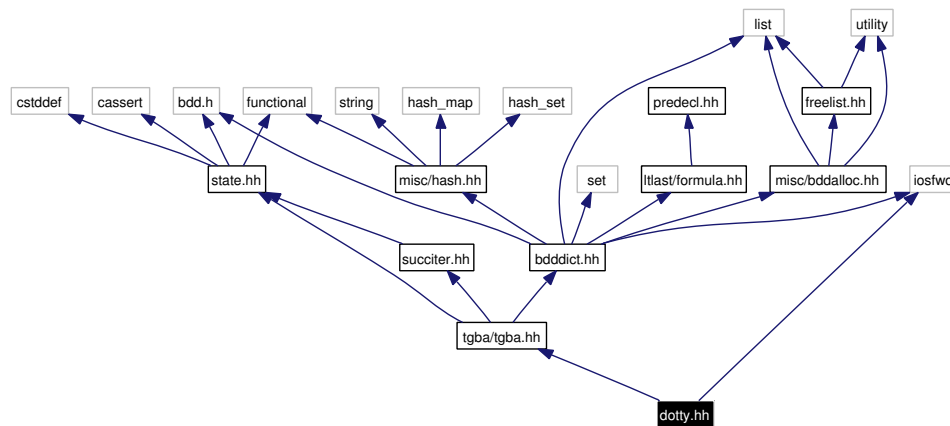 list
utility
cstddef
cassert
bdd.h
functional
string
hash_map
hash_set
predecl.hh
freelist.hh
state.hh
misc/hash.hh
set
ltlast/formula.hh
misc/bddalloc.hh
iosfwd
succiter.hh
bdddict.hh
tgba/tgba.hh
dotty.hh